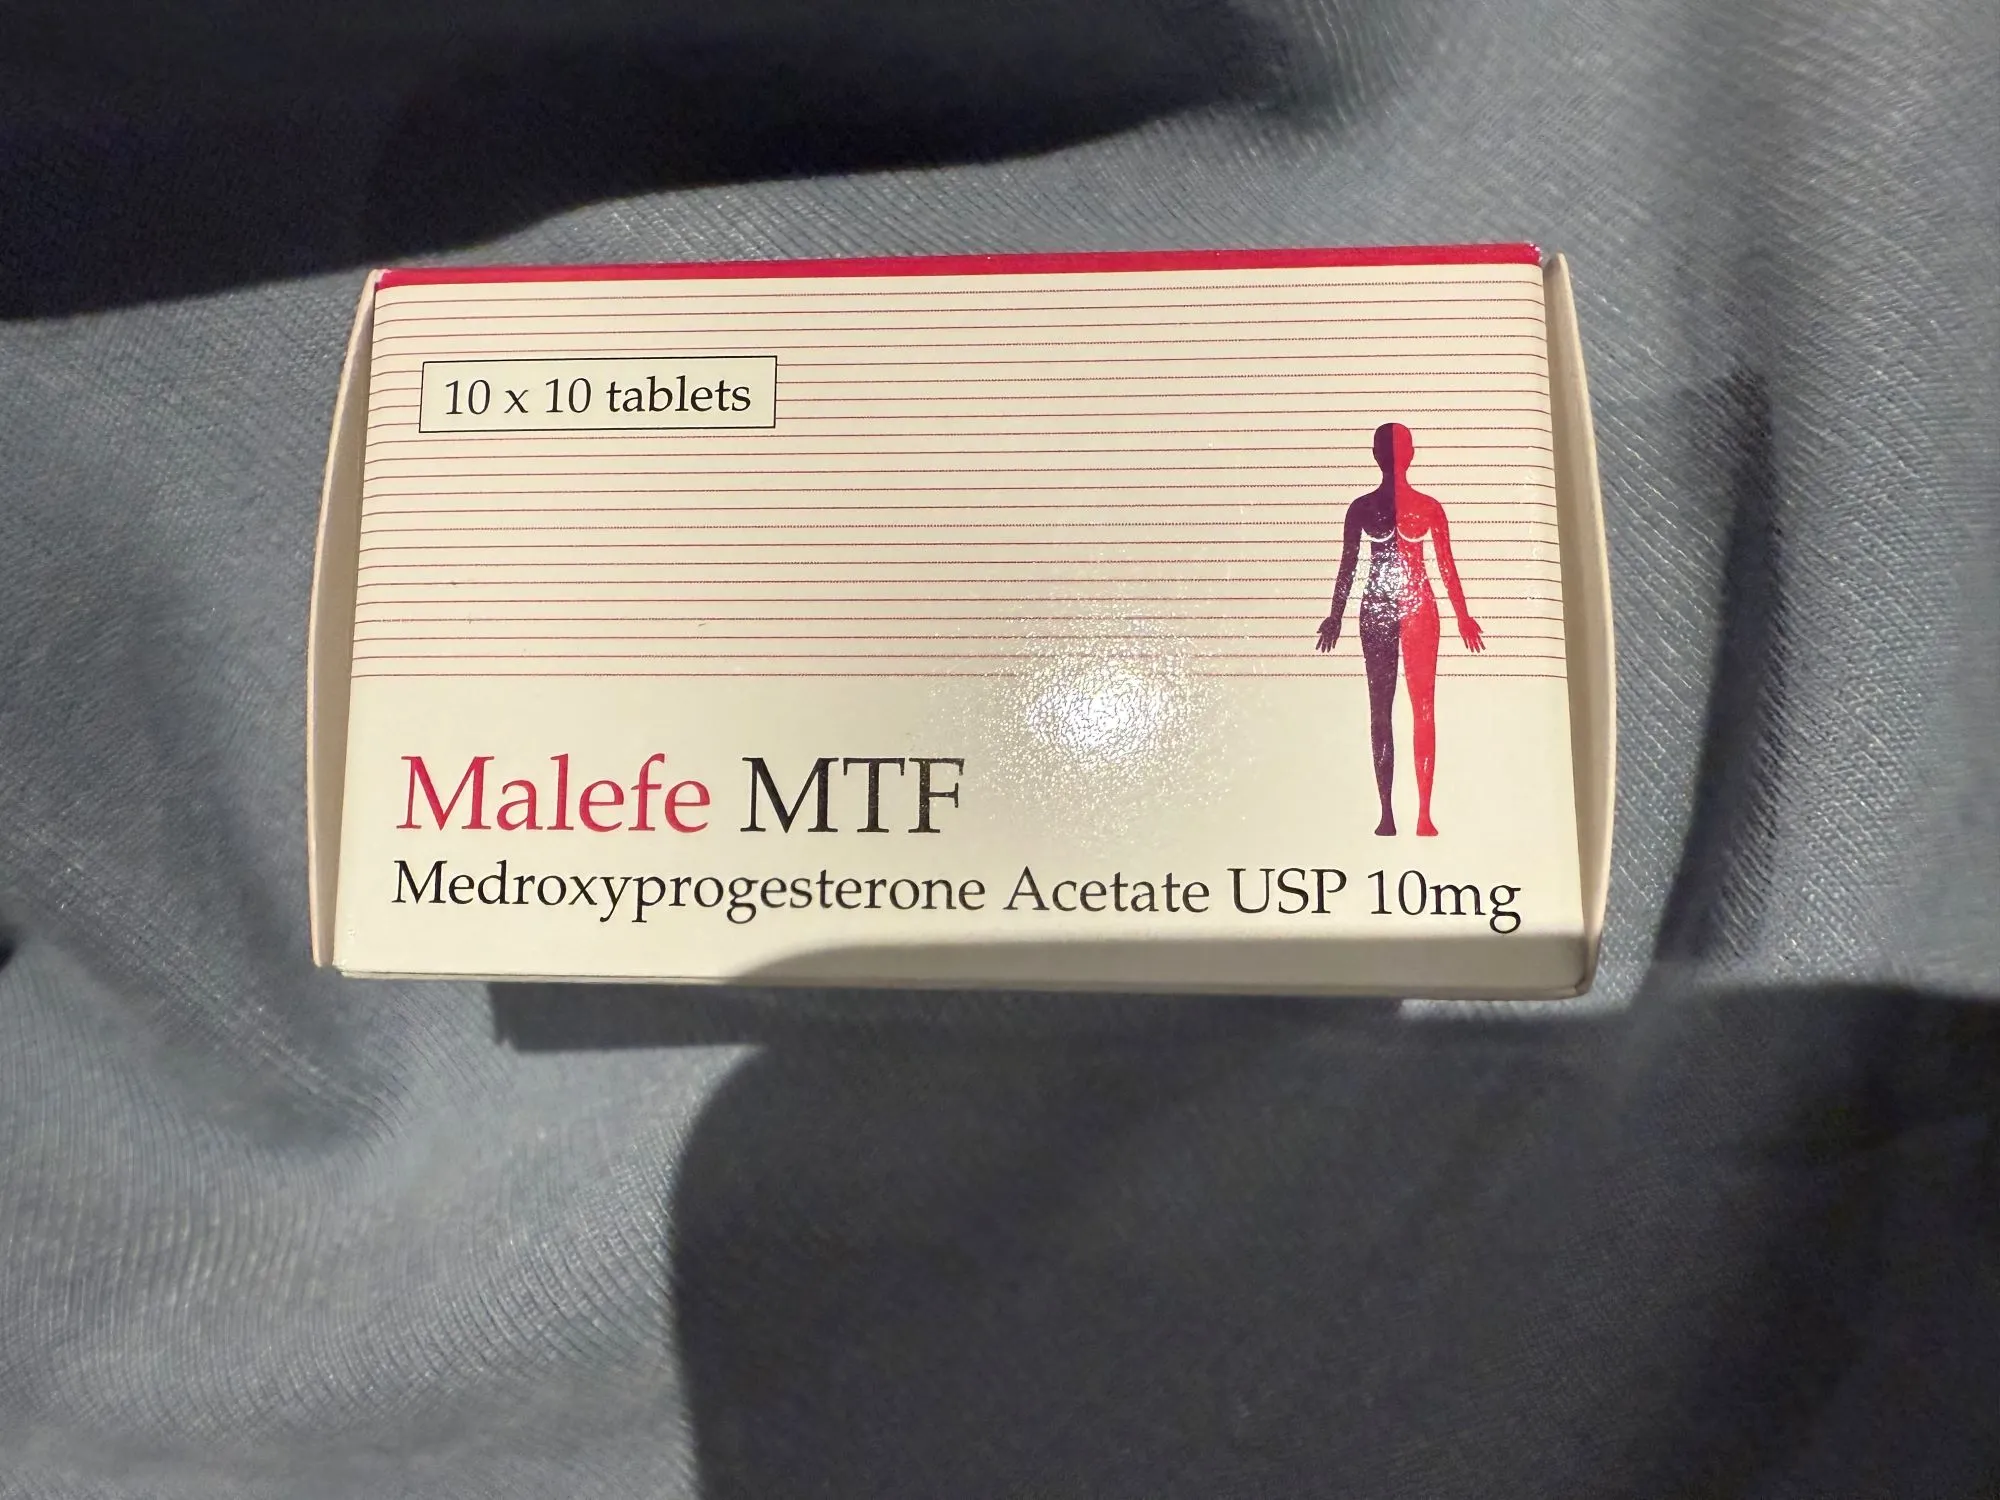 10 x 10 tablets
Malefe MTF
Medroxyprogesterone Acetate USP 10mg